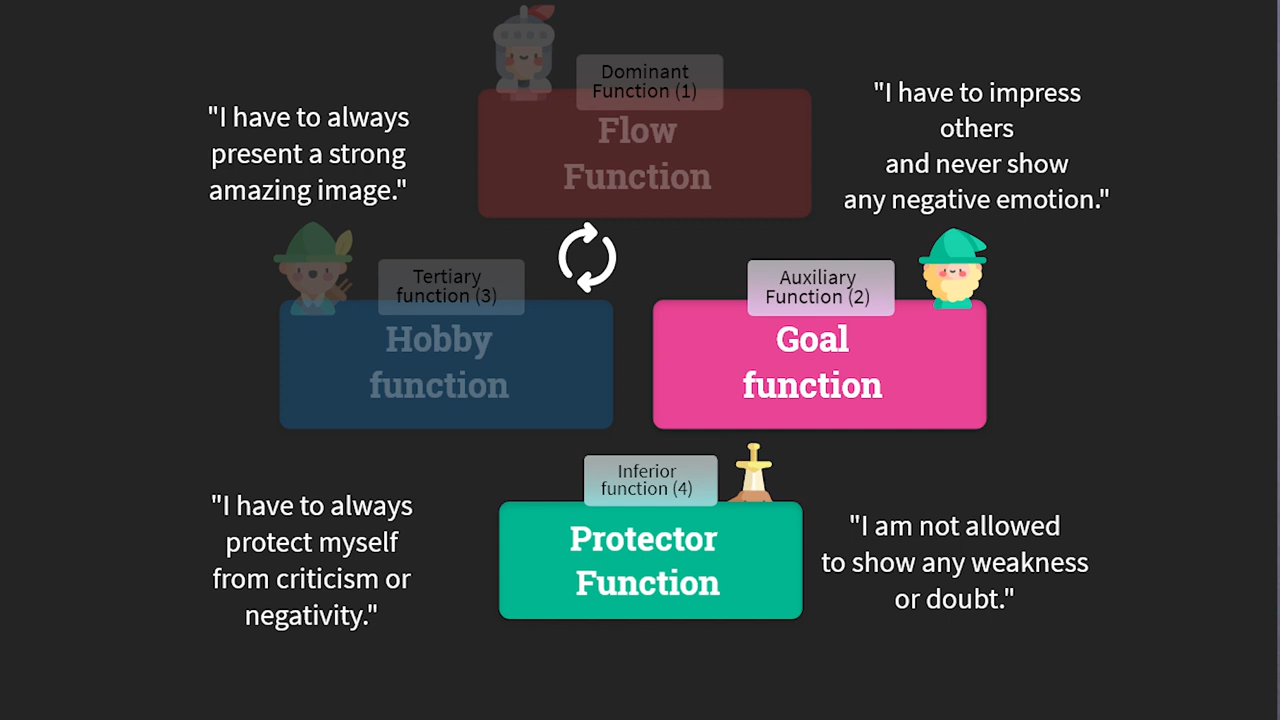 Dominant
Function (1)
Flow
Function
"I have to always
present a strong
amazing image."
"I have to impress
others
and never show
any negative emotion."
Tertiary
function (3)
Hobby
function
Auxiliary
Function (2)
Goal
function
Inferior
function (4)
Protector
Function
"I have to always
protect myself
from criticism or
negativity."
"I am not allowed
to show any weakness
or doubt."